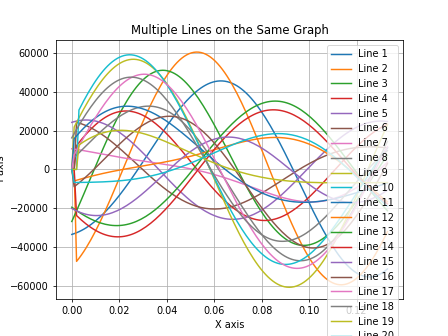 Multiple Lines on the Same Graph
60000
40000
20000
0
−20000
−40000
−60000
0.00
0.02
0.04
0.06
0.08
0.10
X axis
Line 1
Line 2
Line 3
Line 4
Line 5
Line 6
Line 7
Line 8
Line 9
Line 10
Line 11
Line 12
Line 13
Line 14
Line 15
Line 16
Line 17
Line 18
Line 19